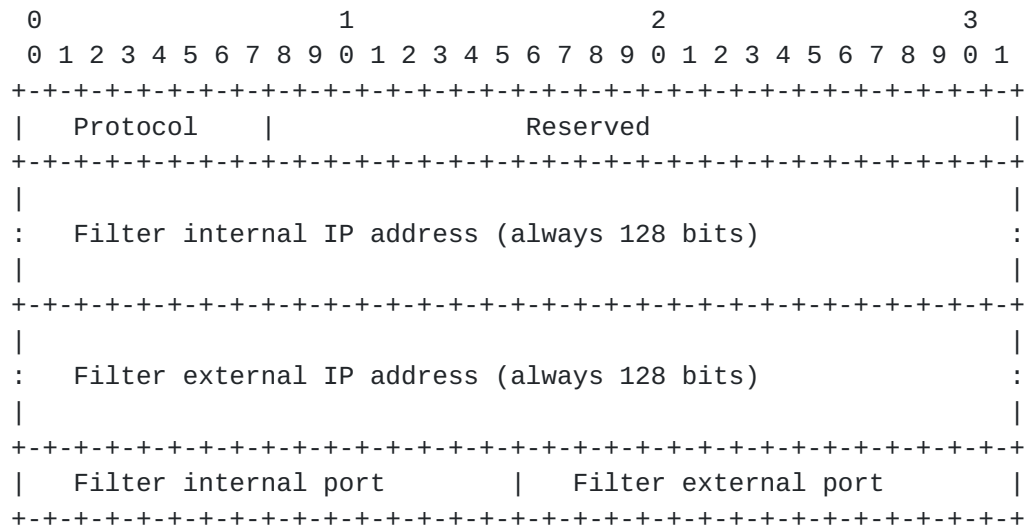 0                   1                   2                   3
 0 1 2 3 4 5 6 7 8 9 0 1 2 3 4 5 6 7 8 9 0 1 2 3 4 5 6 7 8 9 0 1
+-+-+-+-+-+-+-+-+-+-+-+-+-+-+-+-+-+-+-+-+-+-+-+-+-+-+-+-+-+-+-+-+
|   Protocol    |                Reserved                       |
+-+-+-+-+-+-+-+-+-+-+-+-+-+-+-+-+-+-+-+-+-+-+-+-+-+-+-+-+-+-+-+-+
|                                                               |
:   Filter internal IP address (always 128 bits)                :
|                                                               |
+-+-+-+-+-+-+-+-+-+-+-+-+-+-+-+-+-+-+-+-+-+-+-+-+-+-+-+-+-+-+-+-+
|                                                               |
:   Filter external IP address (always 128 bits)                :
|                                                               |
+-+-+-+-+-+-+-+-+-+-+-+-+-+-+-+-+-+-+-+-+-+-+-+-+-+-+-+-+-+-+-+-+
|   Filter internal port        |   Filter external port        |
+-+-+-+-+-+-+-+-+-+-+-+-+-+-+-+-+-+-+-+-+-+-+-+-+-+-+-+-+-+-+-+-+